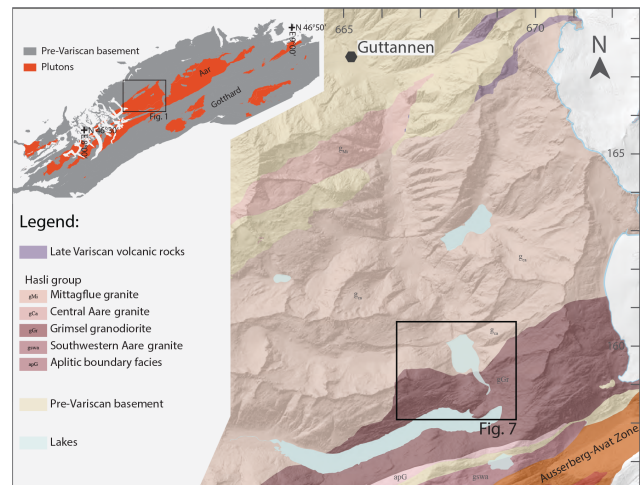 N 46°50'
E 9°00'
Pre-Variscan basement
Plutons
Aar
Gotthard
Fig. 1
N 46°30'
665
670
Guttannen
N
165
Legend:
Late Variscan volcanic rocks
Hasli group
gMi Mittagflue granite
gCa Central Aare granite
gGr Grimsel granodiorite
gswa Southwestern Aare granite
apG Aplitic boundary facies
Pre-Variscan basement
Lakes
Fig. 7
Ausserberg-Avat Zone
apG
gswa